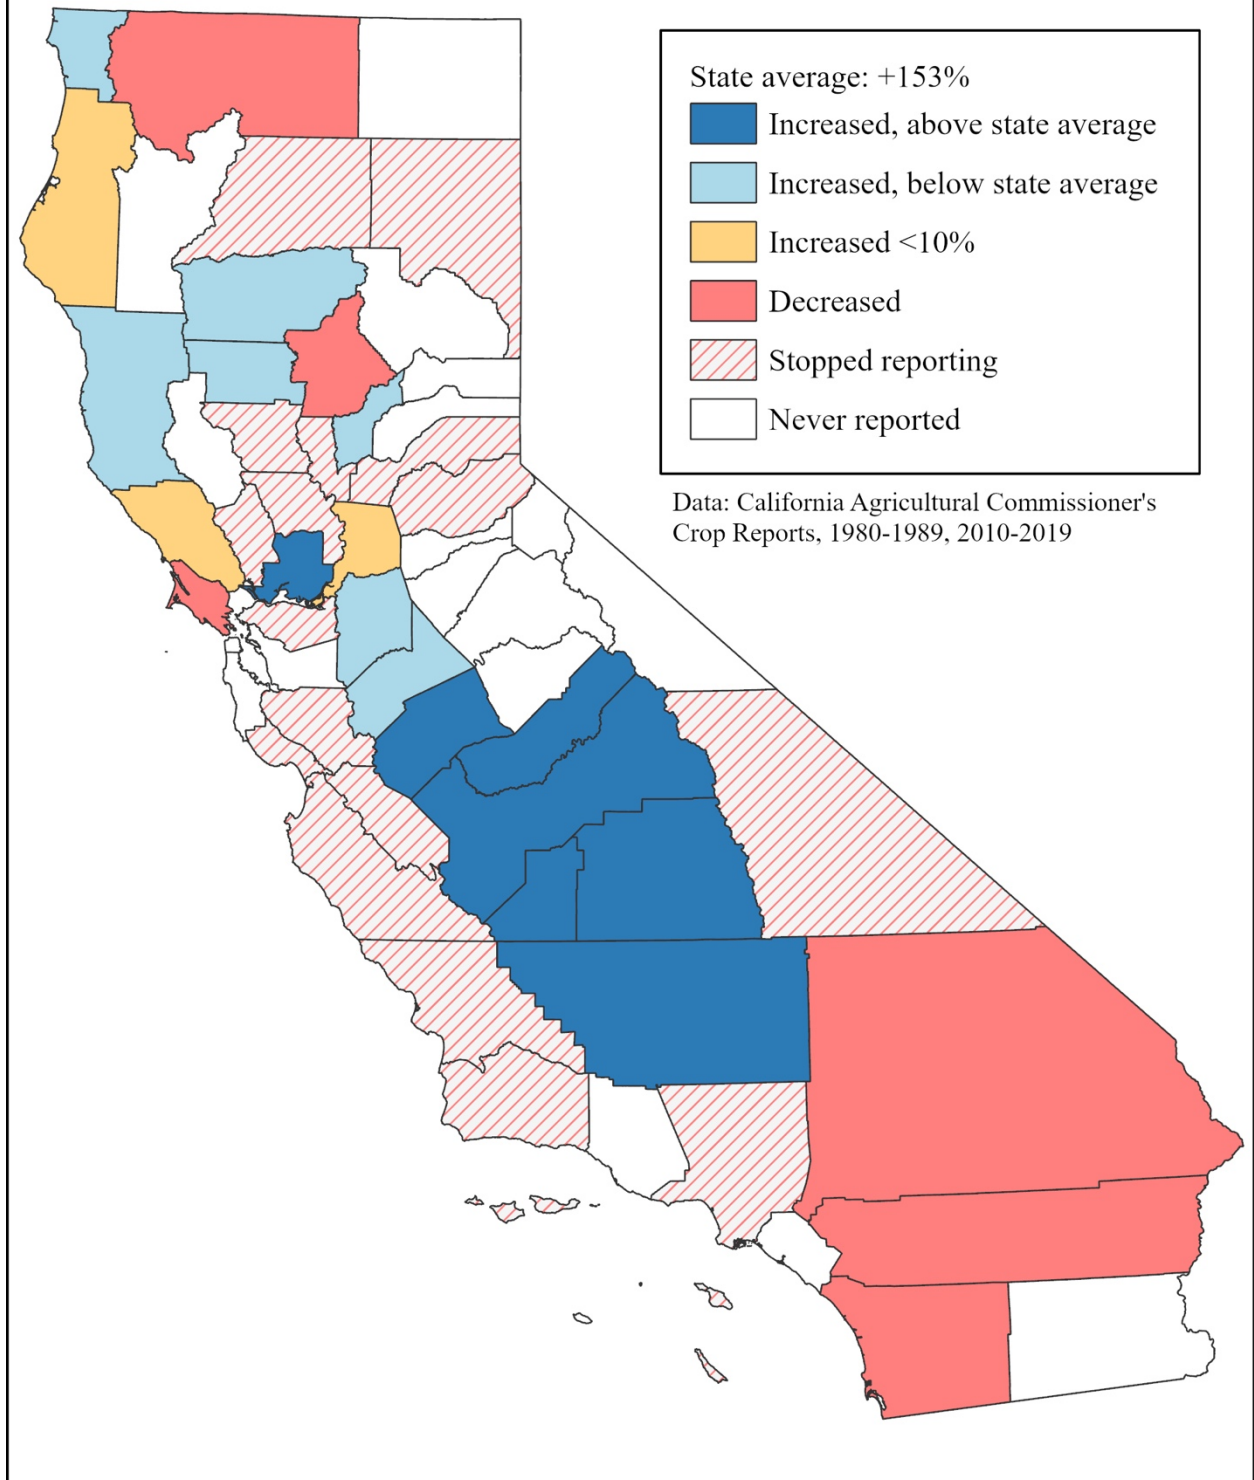 State average: +153%
Increased, above state average
Increased, below state average
Increased <10%
Decreased
Stopped reporting
Never reported
Data: California Agricultural Commissioner's
Crop Reports, 1980-1989, 2010-2019